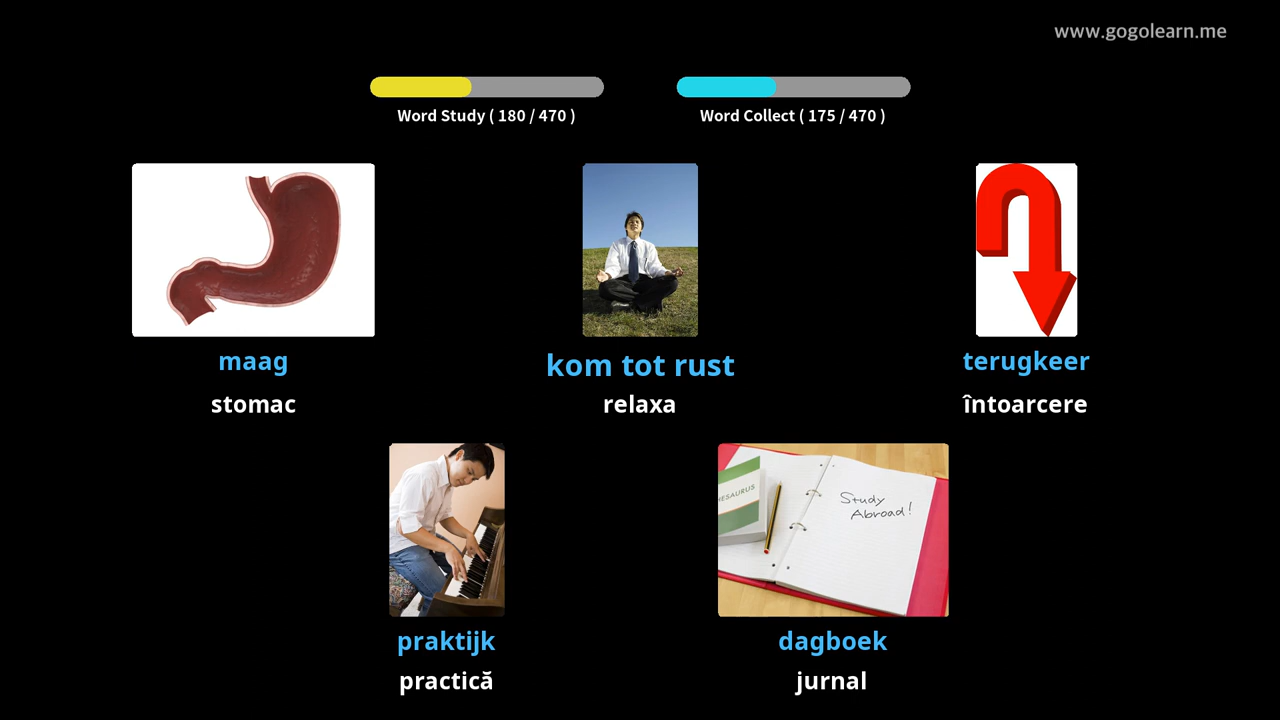 www.gogolearn.me
Word Study ( 180 / 470 )
Word Collect ( 175 / 470 )
maag
kom tot rust
terugkeer
stomac
relaxa
întoarcere
HESAURUS
Study
Abroad!
praktijk
dagboek
practică
jurnal